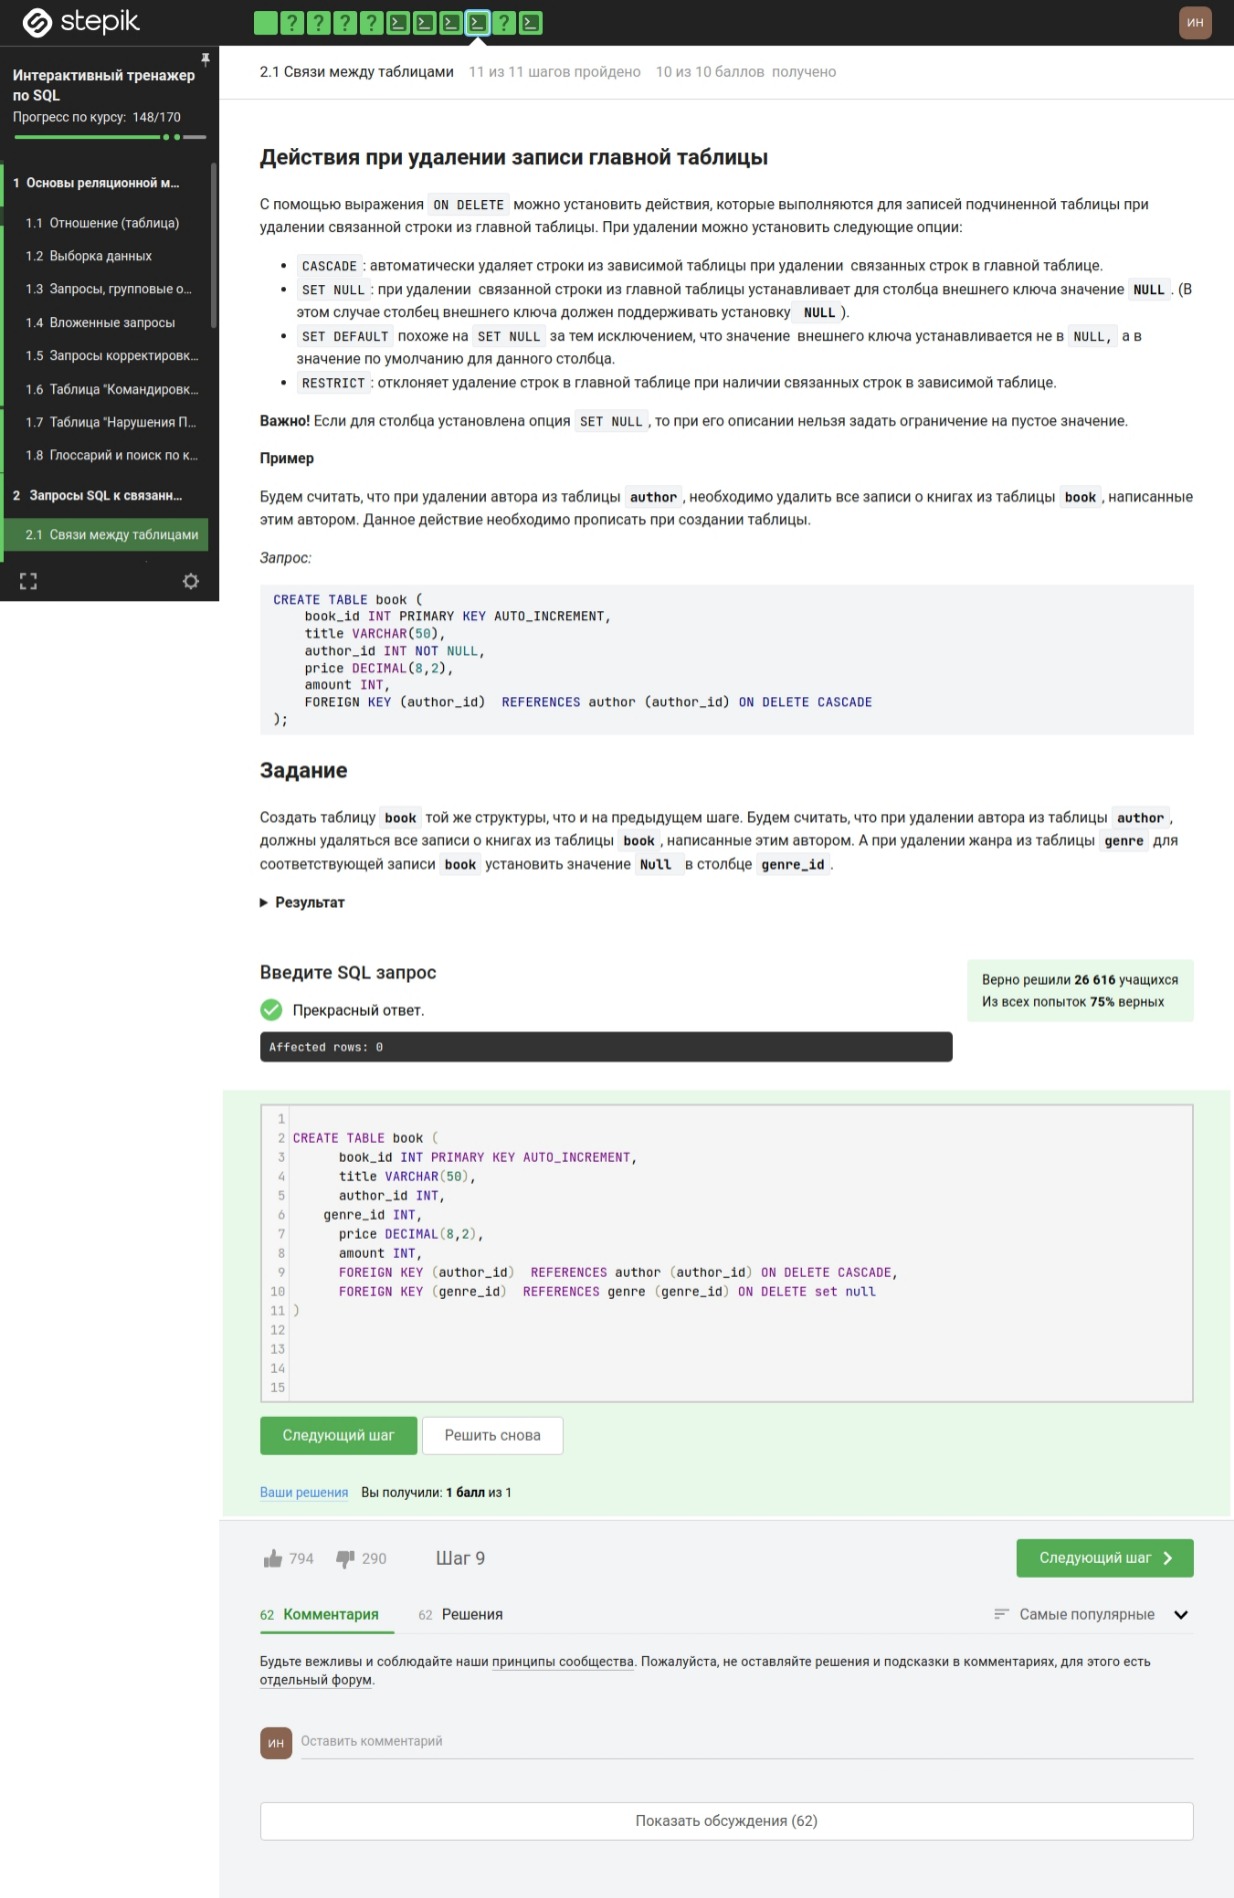 stepik
? ? ? ? ?
ИН
Интерактивный тренажер
по SQL
Прогресс по курсу: 148/170
1 Основы реляционной м...
1.1 Отношение (таблица)
1.2 Выборка данных
1.3 Запросы, групповые о...
1.4 Вложенные запросы
1.5 Запросы корректировк...
1.6 Таблица "Командировк...
1.7 Таблица "Нарушения П...
1.8 Глоссарий и поиск по к...
2 Запросы SQL к связанн...
2.1 Связи между таблицами
2.1 Связи между таблицами 11 из 11 шагов пройдено 10 из 10 баллов получено
Действия при удалении записи главной таблицы
С помощью выражения ON DELETE можно установить действия, которые выполняются для записей подчиненной таблицы при
удалении связанной строки из главной таблицы. При удалении можно установить следующие опции:
• CASCADE : автоматически удаляет строки из зависимой таблицы при удалении связанных строк в главной таблице.
• SET NULL : при удалении связанной строки из главной таблицы устанавливает для столбца внешнего ключа значение NULL . (В
этом случае столбец внешнего ключа должен поддерживать установку NULL ).
• SET DEFAULT похоже на SET NULL за тем исключением, что значение внешнего ключа устанавливается не в NULL, а в
значение по умолчанию для данного столбца.
• RESTRICT : отклоняет удаление строк в главной таблице при наличии связанных строк в зависимой таблице.
Важно! Если для столбца установлена опция SET NULL , то при его описании нельзя задать ограничение на пустое значение.
Пример
Будем считать, что при удалении автора из таблицы author , необходимо удалить все записи о книгах из таблицы book , написанные
этим автором. Данное действие необходимо прописать при создании таблицы.
Запрос:
CREATE TABLE book (
book_id INT PRIMARY KEY AUTO_INCREMENT,
title VARCHAR(50),
author_id INT NOT NULL,
price DECIMAL(8,2),
amount INT,
FOREIGN KEY (author_id) REFERENCES author (author_id) ON DELETE CASCADE
);
Задание
Создать таблицу book той же структуры, что и на предыдущем шаге. Будем считать, что при удалении автора из таблицы author ,
должны удаляться все записи о книгах из таблицы book , написанные этим автором. А при удалении жанра из таблицы genre для
соответствующей записи book установить значение Null в столбце genre_id .
▶ Результат
Введите SQL запрос
Прекрасный ответ.
Affected rows: 0
Верно решили 26 616 учащихся
Из всех попыток 75% верных
1
2 CREATE TABLE book (
3 book_id INT PRIMARY KEY AUTO_INCREMENT,
4 title VARCHAR(50),
5 author_id INT,
6 genre_id INT,
7 price DECIMAL(8,2),
8 amount INT,
9 FOREIGN KEY (author_id) REFERENCES author (author_id) ON DELETE CASCADE,
10 FOREIGN KEY (genre_id) REFERENCES genre (genre_id) ON DELETE set null
11 )
12
13
14
15
Следующий шаг Решить снова
Ваши решения Вы получили: 1 балл из 1
794 290 Шаг 9 Следующий шаг
62 Комментария 62 Решения Самые популярные
Будьте вежливы и соблюдайте наши принципы сообщества. Пожалуйста, не оставляйте решения и подсказки в комментариях, для этого есть
отдельный форум.
ИН Оставить комментарий
Показать обсуждения (62)